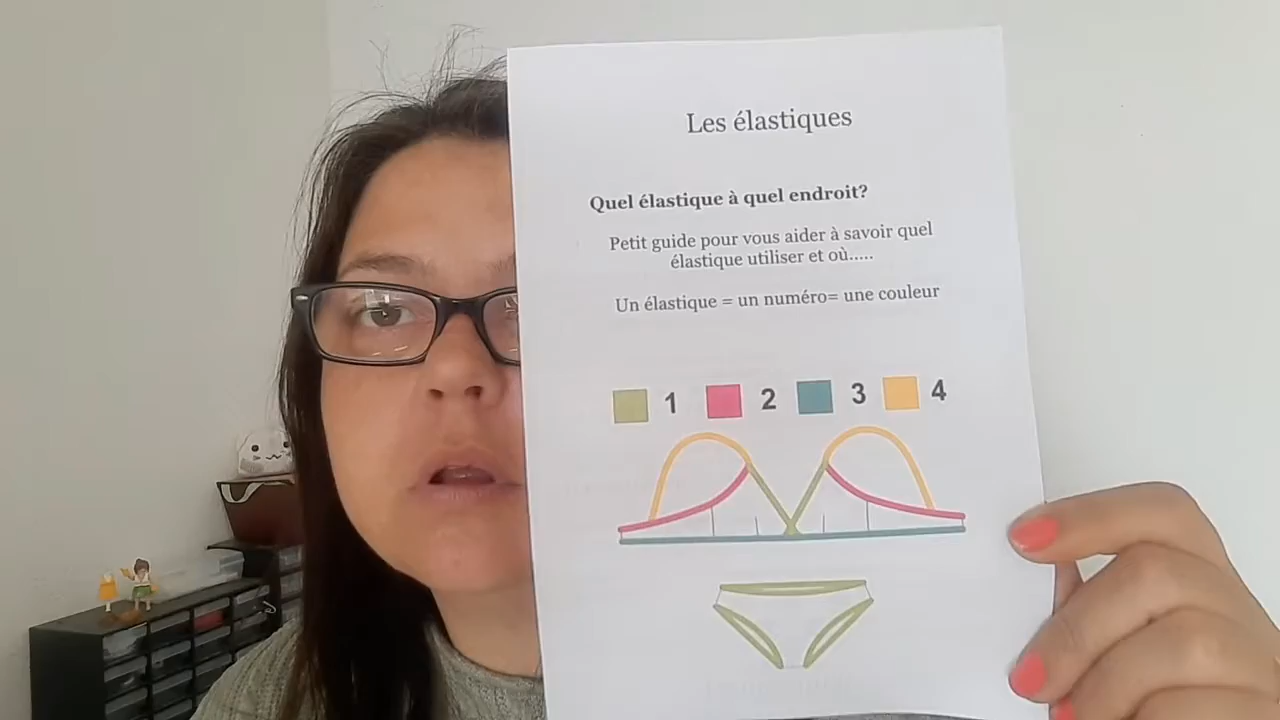 Les élastiques
Quel élastique à quel endroit?
Petit guide pour vous aider à savoir quel
élastique utiliser et où.....
Un élastique = un numéro= une couleur
1 2 3 4